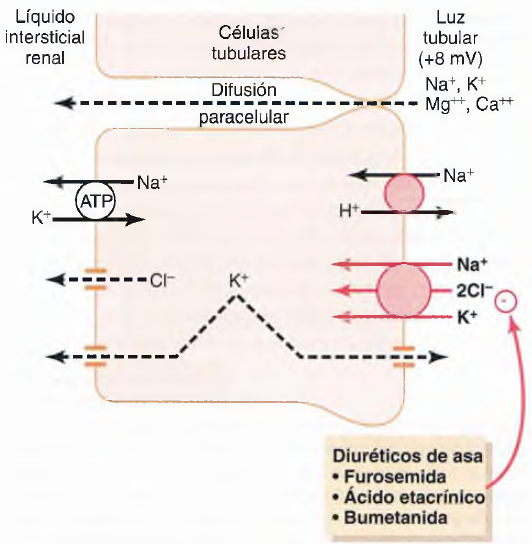 Líquido
intersticial
renal
Células
tubulares
Luz
tubular
(+8 mV)
Difusión
paracelular
Na⁺, K⁺
Mg⁺⁺, Ca⁺⁺
Na⁺
ATP
K⁺
Na⁺
H⁺
Cl⁻
K⁺
Na⁺
2Cl⁻
-
K⁺
Diuréticos de asa
• Furosemida
• Ácido etacrínico
• Bumetanida